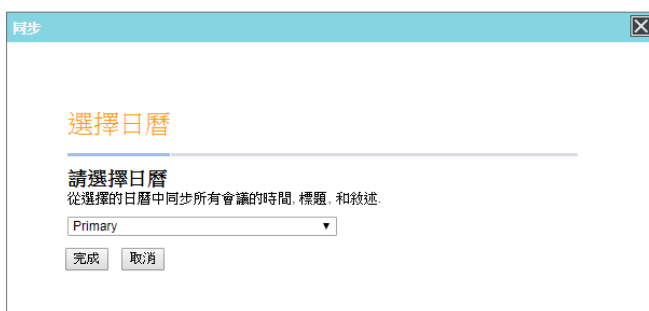 同步
選擇日曆
請選擇日曆
從選擇的日曆中同步所有會議的時間, 標題, 和敘述.
Primary
完成 取消